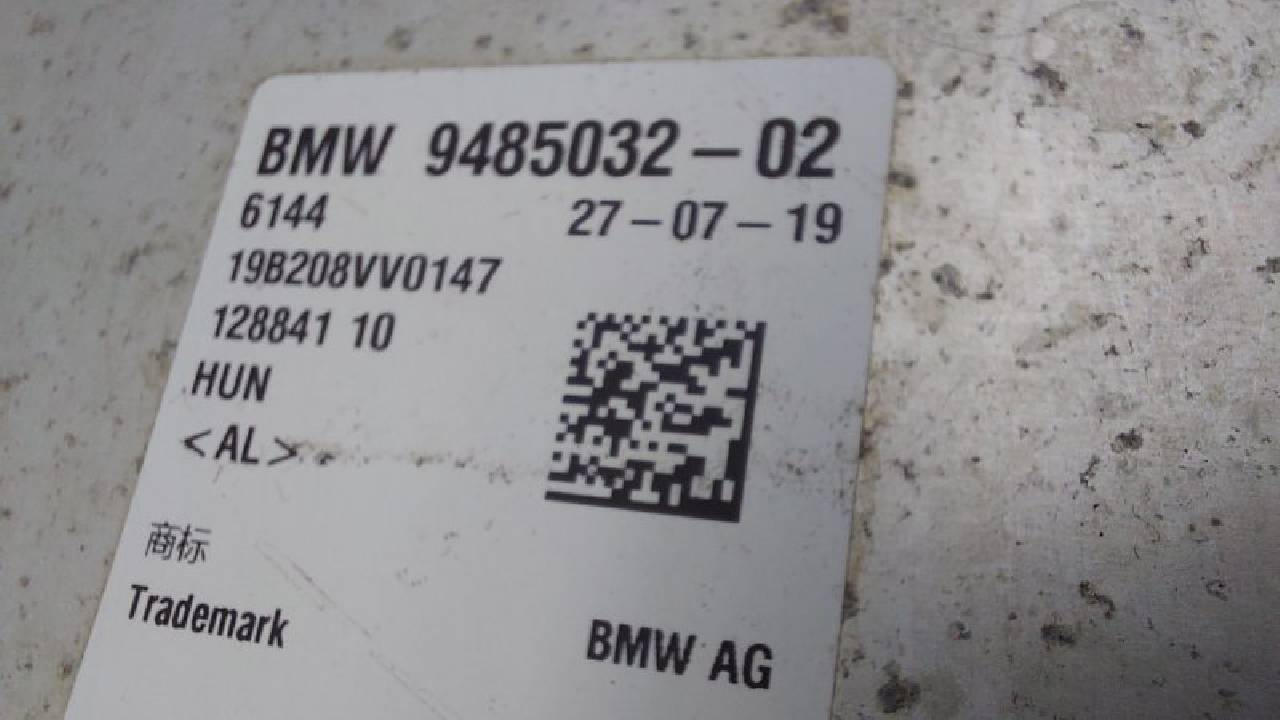 BMW 9485032-02
6144 27-07-19
19B208VV0147
128841 10
HUN
<AL>
商标
Trademark
BMW AG